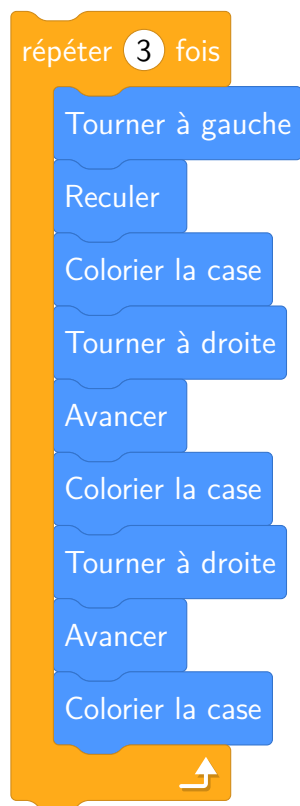 répéter 3 fois
Tourner à gauche
Reculer
Colorier la case
Tourner à droite
Avancer
Colorier la case
Tourner à droite
Avancer
Colorier la case